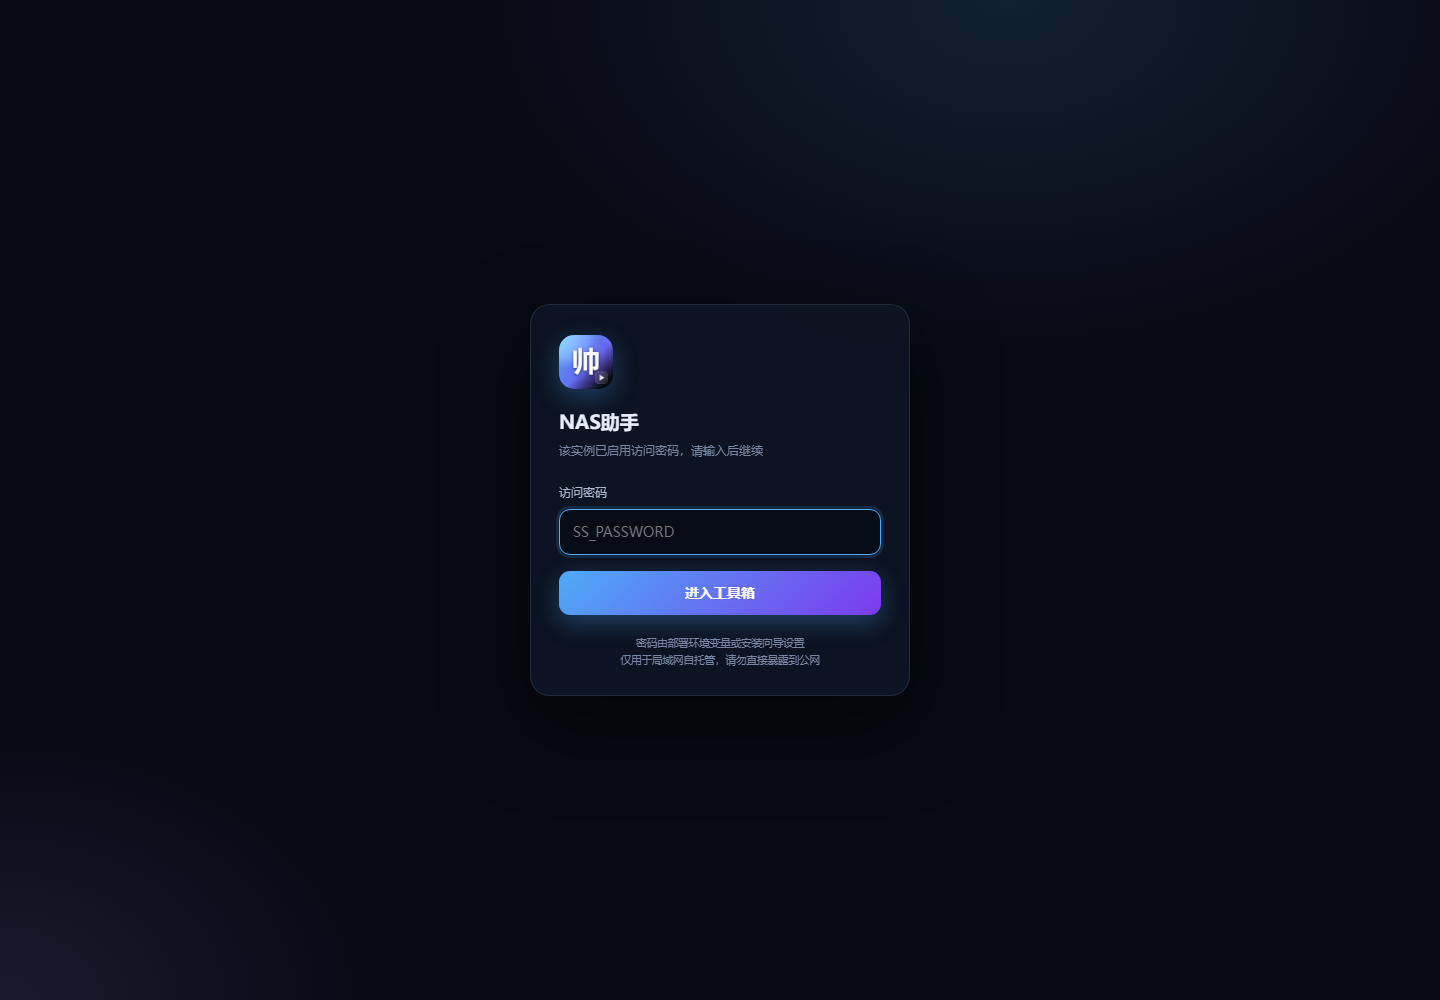 帅
NAS助手
该实例已启用访问密码，请输入后继续
访问密码
SS_PASSWORD
进入工具箱
密码由部署环境变量或安装向导设置
仅用于局域网自托管，请勿直接暴露到公网